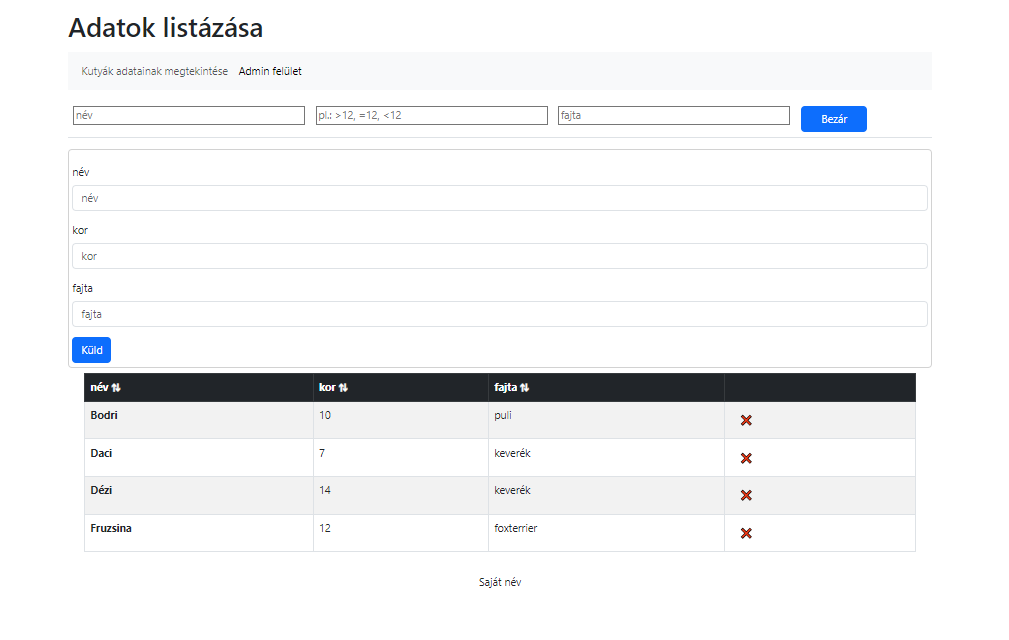 Adatok listázása
Kutyák adatainak megtekintése Admin felület
név pl.: >12, =12, <12 fajta Bezár
név
név
kor
kor
fajta
fajta
Küld
név ⇅ kor ⇅ fajta ⇅
Bodri 10 puli ❌
Daci 7 keverék ❌
Dézi 14 keverék ❌
Fruzsina 12 foxterrier ❌
Saját név